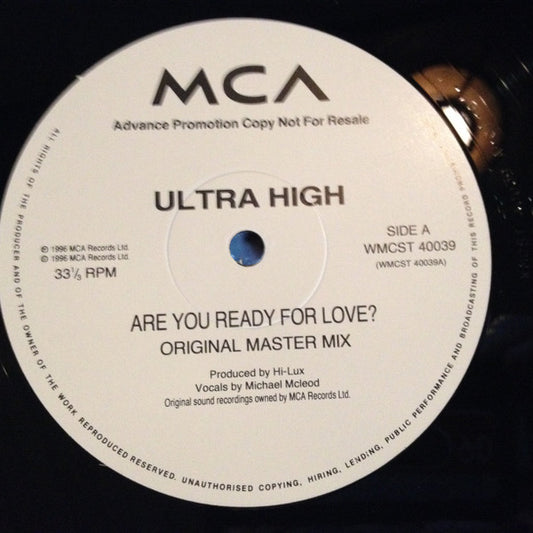 MCA
Advance Promotion Copy Not For Resale
ULTRA HIGH
SIDE A
WMCST 40039
(WMCST 40039A)
℗ 1996 MCA Records Ltd.
© 1996 MCA Records Ltd.
33⅓ RPM
ARE YOU READY FOR LOVE?
ORIGINAL MASTER MIX
Produced by Hi-Lux
Vocals by Michael Mcleod
Original sound recordings owned by MCA Records Ltd.
ALL RIGHTS OF THE PRODUCER AND OF THE OWNER OF THE WORK REPRODUCED RESERVED. UNAUTHORISED COPYING, HIRING, LENDING, PUBLIC PERFORMANCE AND BROADCASTING OF THIS RECORD